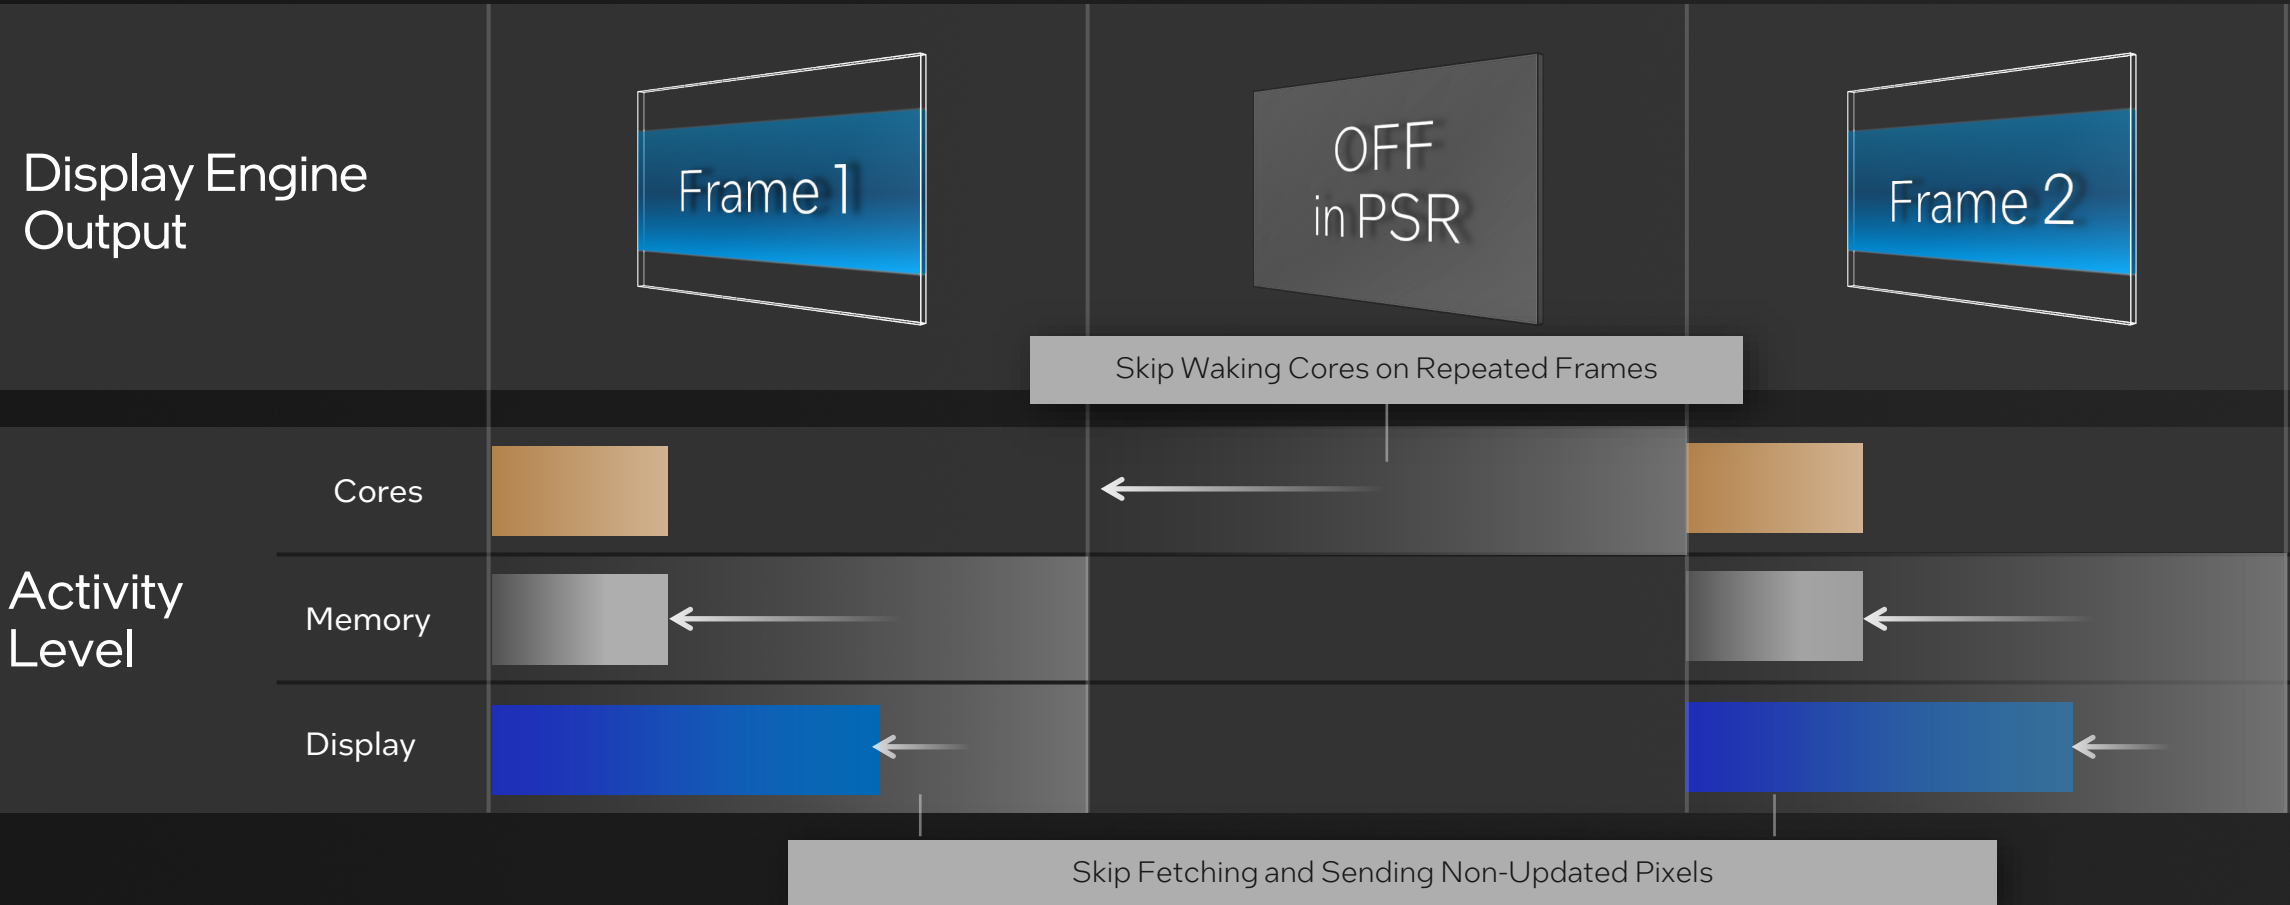 Display Engine
Output
Frame 1
OFF
in PSR
Frame 2
Skip Waking Cores on Repeated Frames
Activity
Level
Cores
Memory
Display
Skip Fetching and Sending Non-Updated Pixels